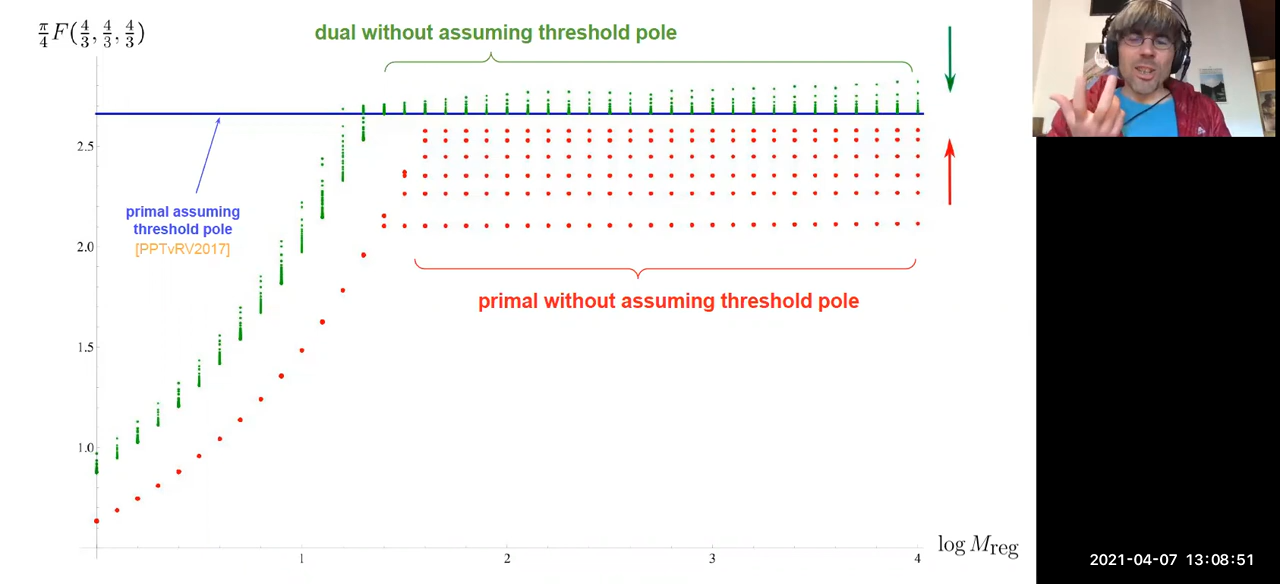 π/4 F(4/3, 4/3, 4/3)
dual without assuming threshold pole
2.5
primal assuming
threshold pole
[PPTvRV2017]
2.0
primal without assuming threshold pole
1.5
1.0
1
2
3
4
log M_reg
2021-04-07 13:08:51